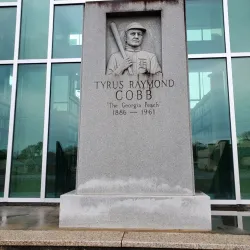 TYRUS RAYMOND
COBB
"The Georgia Peach"
1886 - 1961